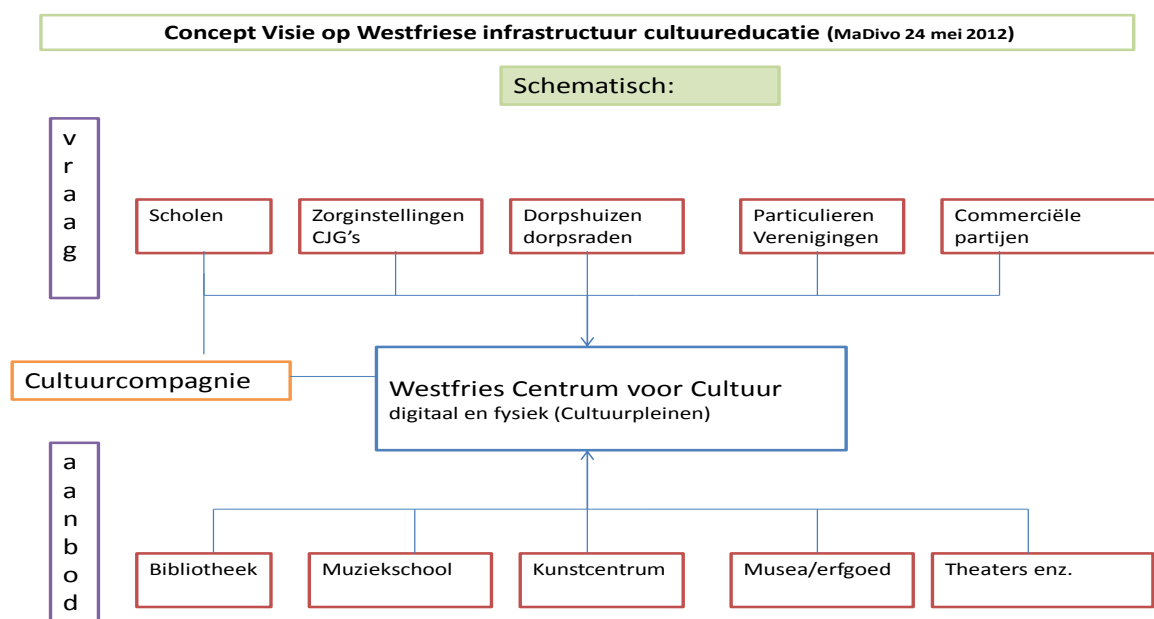 Concept Visie op Westfriese infrastructuur cultuureducatie (MaDivo 24 mei 2012)
Schematisch:
v
r
a
a
g
Scholen
Zorginstellingen
CJG's
Dorpshuizen
dorpsraden
Particulieren
Verenigingen
Commerciële
partijen
Cultuurcompagnie
Westfries Centrum voor Cultuur
digitaal en fysiek (Cultuurpleinen)
a
a
n
b
o
d
Bibliotheek
Muziekschool
Kunstcentrum
Musea/erfgoed
Theaters enz.